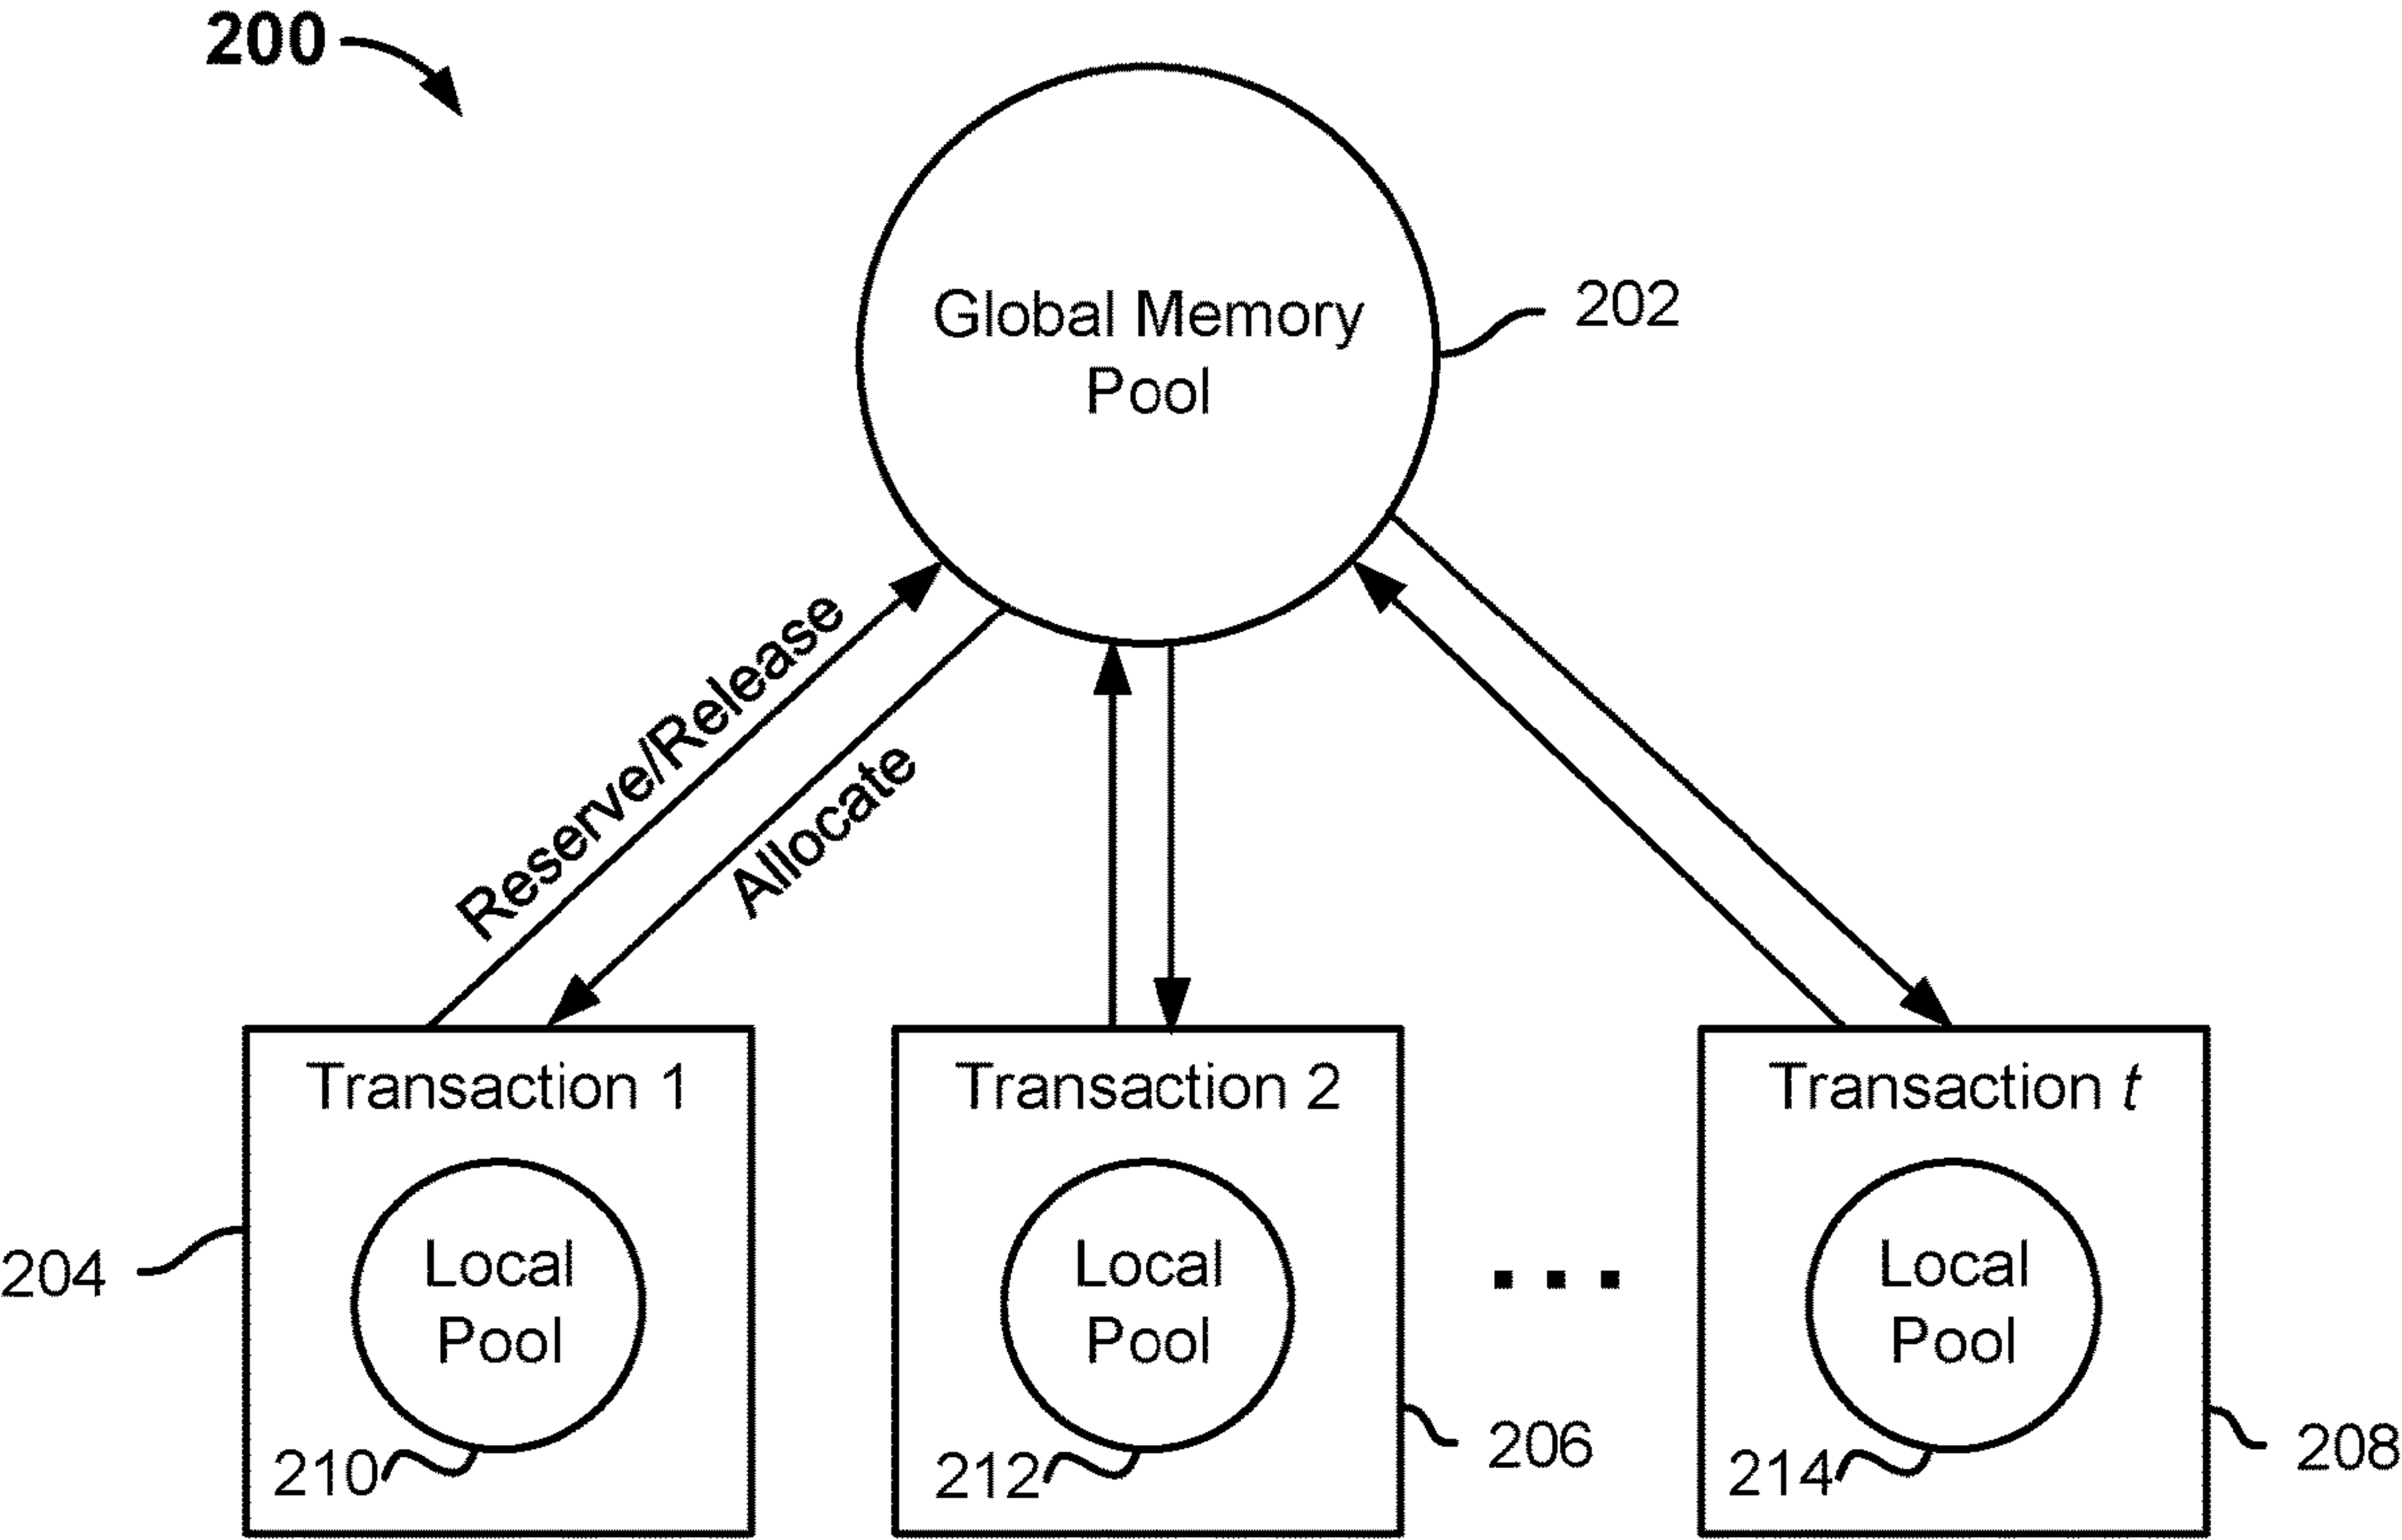 200
Global Memory
Pool
202
Reserve/Release
Allocate
Transaction 1
Local
Pool
204
210
Transaction 2
Local
Pool
206
212
...
Transaction t
Local
Pool
208
214